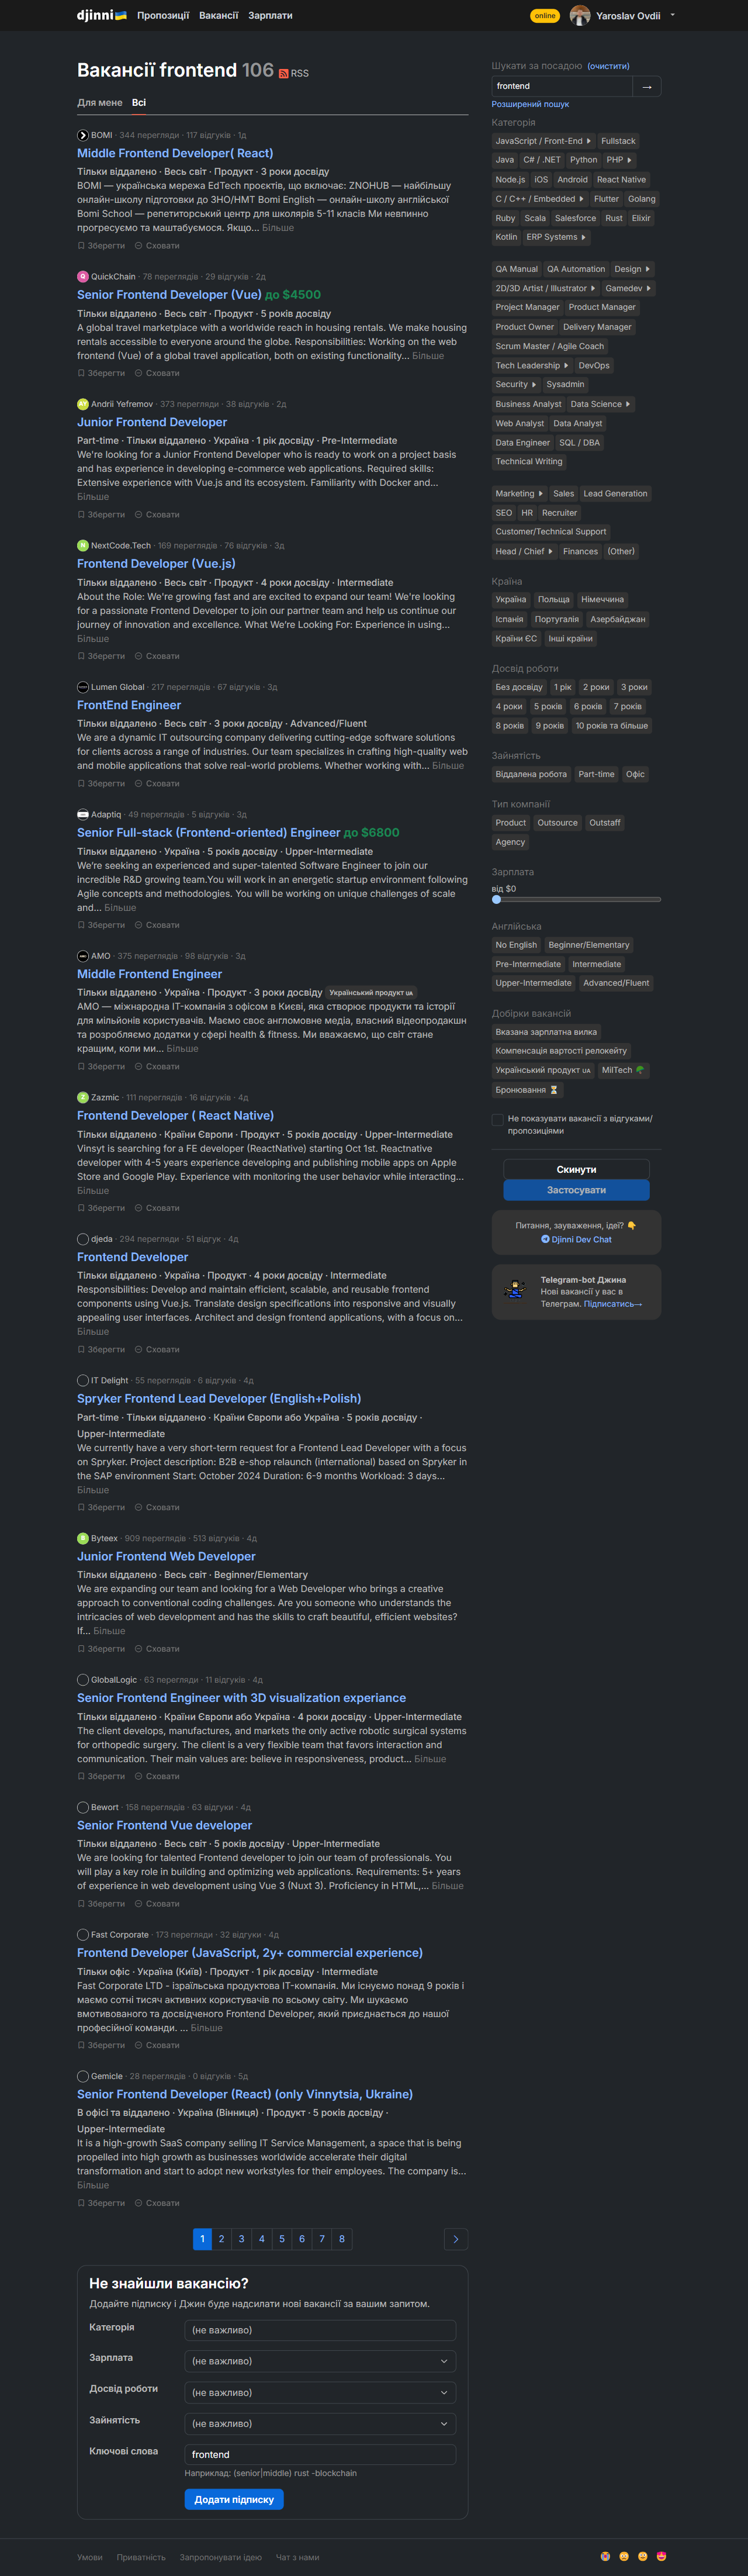 djinni
Пропозиції Вакансії Зарплати
online
Yaroslav Ovdii
Вакансії frontend 106 RSS
Для мене Всі
BOMI · 344 перегляди · 117 відгуків · 1д
Middle Frontend Developer( React)
Тільки віддалено · Весь світ · Продукт · 3 роки досвіду
BOMI — українська мережа EdTech проєктів, що включає: ZNOHUB — найбільшу
онлайн-школу підготовки до ЗНО/НМТ Bomi English — онлайн-школу англійської
Bomi School — репетиторський центр для школярів 5-11 класів Ми невпинно
прогресуємо та маштабуємося. Якщо... Більше
Зберегти Сховати
Q QuickChain · 78 переглядів · 29 відгуків · 2д
Senior Frontend Developer (Vue) до $4500
Тільки віддалено · Весь світ · Продукт · 5 років досвіду
A global travel marketplace with a worldwide reach in housing rentals. We make housing
rentals accessible to everyone around the globe. Responsibilities: Working on the web
frontend (Vue) of a global travel application, both on existing functionality... Більше
Зберегти Сховати
AY Andrii Yefremov · 373 перегляди · 38 відгуків · 2д
Junior Frontend Developer
Part-time · Тільки віддалено · Україна · 1 рік досвіду · Pre-Intermediate
We're looking for a Junior Frontend Developer who is ready to work on a project basis
and has experience in developing e-commerce web applications. Required skills:
Extensive experience with Vue.js and its ecosystem. Familiarity with Docker and...
Більше
Зберегти Сховати
N NextCode.Tech · 169 переглядів · 76 відгуків · 3д
Frontend Developer (Vue.js)
Тільки віддалено · Весь світ · Продукт · 4 роки досвіду · Intermediate
About the Role: We're growing fast and are excited to expand our team! We're looking
for a passionate Frontend Developer to join our partner team and help us continue our
journey of innovation and excellence. What We're Looking For: Experience in using...
Більше
Зберегти Сховати
Lumen Global · 217 переглядів · 67 відгуків · 3д
FrontEnd Engineer
Тільки віддалено · Весь світ · 3 роки досвіду · Advanced/Fluent
We are a dynamic IT outsourcing company delivering cutting-edge software solutions
for clients across a range of industries. Our team specializes in crafting high-quality web
and mobile applications that solve real-world problems. Whether working with... Більше
Зберегти Сховати
Adaptiq · 49 переглядів · 5 відгуків · 3д
Senior Full-stack (Frontend-oriented) Engineer до $6800
Тільки віддалено · Україна · 5 років досвіду · Upper-Intermediate
We're seeking an experienced and super-talented Software Engineer to join our
incredible R&D growing team.You will work in an energetic startup environment following
Agile concepts and methodologies. You will be working on unique challenges of scale
and... Більше
Зберегти Сховати
AMO · 375 переглядів · 98 відгуків · 3д
Middle Frontend Engineer
Тільки віддалено · Україна · Продукт · 3 роки досвіду Український продукт UA
АМО — міжнародна ІТ-компанія з офісом в Києві, яка створює продукти та історії
для мільйонів користувачів. Маємо своє англомовне медіа, власний відеопродакшн
та розробляємо додатки у сфері health & fitness. Ми вважаємо, що світ стане
кращим, коли ми... Більше
Зберегти Сховати
Z Zazmic · 111 переглядів · 16 відгуків · 4д
Frontend Developer ( React Native)
Тільки віддалено · Країни Європи · Продукт · 5 років досвіду · Upper-Intermediate
Vinsyt is searching for a FE developer (ReactNative) starting Oct 1st. Reactnative
developer with 4-5 years experience developing and publishing mobile apps on Apple
Store and Google Play. Experience with monitoring the user behavior while interacting...
Більше
Зберегти Сховати
djeda · 294 перегляди · 51 відгук · 4д
Frontend Developer
Тільки віддалено · Україна · Продукт · 4 роки досвіду · Intermediate
Responsibilities: Develop and maintain efficient, scalable, and reusable frontend
components using Vue.js. Translate design specifications into responsive and visually
appealing user interfaces. Architect and design frontend applications, with a focus on...
Більше
Зберегти Сховати
IT Delight · 55 переглядів · 6 відгуків · 4д
Spryker Frontend Lead Developer (English+Polish)
Part-time · Тільки віддалено · Країни Європи або Україна · 5 років досвіду ·
Upper-Intermediate
We currently have a very short-term request for a Frontend Lead Developer with a focus
on Spryker. Project description: B2B e-shop relaunch (international) based on Spryker in
the SAP environment Start: October 2024 Duration: 6-9 months Workload: 3 days...
Більше
Зберегти Сховати
B Byteex · 909 переглядів · 513 відгуків · 4д
Junior Frontend Web Developer
Тільки віддалено · Весь світ · Beginner/Elementary
We are expanding our team and looking for a Web Developer who brings a creative
approach to conventional coding challenges. Are you someone who understands the
intricacies of web development and has the skills to craft beautiful, efficient websites?
If... Більше
Зберегти Сховати
GlobalLogic · 63 перегляди · 11 відгуків · 4д
Senior Frontend Engineer with 3D visualization experiance
Тільки віддалено · Країни Європи або Україна · 4 роки досвіду · Upper-Intermediate
The client develops, manufactures, and markets the only active robotic surgical systems
for orthopedic surgery. The client is a very flexible team that favors interaction and
communication. Their main values are: believe in responsiveness, product... Більше
Зберегти Сховати
Bewort · 158 переглядів · 63 відгуки · 4д
Senior Frontend Vue developer
Тільки віддалено · Весь світ · 5 років досвіду · Upper-Intermediate
We are looking for talented Frontend developer to join our team of professionals. You
will play a key role in building and optimizing web applications. Requirements: 5+ years
of experience in web development using Vue 3 (Nuxt 3). Proficiency in HTML,... Більше
Зберегти Сховати
Fast Corporate · 173 перегляди · 32 відгуки · 4д
Frontend Developer (JavaScript, 2y+ commercial experience)
Тільки офіс · Україна (Київ) · Продукт · 1 рік досвіду · Intermediate
Fast Corporate LTD - ізраїльська продуктова ІТ-компанія. Ми існуємо понад 9 років і
маємо сотні тисяч активних користувачів по всьому світу. Ми шукаємо
вмотивованого та досвідченого Frontend Developer, який приєднається до нашої
професійної команди. ... Більше
Зберегти Сховати
Gemicle · 28 переглядів · 0 відгуків · 5д
Senior Frontend Developer (React) (only Vinnytsia, Ukraine)
В офісі та віддалено · Україна (Вінниця) · Продукт · 5 років досвіду ·
Upper-Intermediate
It is a high-growth SaaS company selling IT Service Management, a space that is being
propelled into high growth as businesses worldwide accelerate their digital
transformation and start to adopt new workstyles for their employees. The company is...
Більше
Зберегти Сховати
1 2 3 4 5 6 7 8
Не знайшли вакансію?
Додайте підписку і Джин буде надсилати нові вакансії за вашим запитом.
Категорія (не важливо)
Зарплата (не важливо)
Досвід роботи (не важливо)
Зайнятість (не важливо)
Ключові слова frontend
Наприклад: (senior|middle) rust -blockchain
Додати підписку
Шукати за посадою (очистити)
frontend →
Розширений пошук
Категорія
JavaScript / Front-End Fullstack
Java C# / .NET Python PHP
Node.js iOS Android React Native
C / C++ / Embedded Flutter Golang
Ruby Scala Salesforce Rust Elixir
Kotlin ERP Systems
QA Manual QA Automation Design
2D/3D Artist / Illustrator Gamedev
Project Manager Product Manager
Product Owner Delivery Manager
Scrum Master / Agile Coach
Tech Leadership DevOps
Security Sysadmin
Business Analyst Data Science
Web Analyst Data Analyst
Data Engineer SQL / DBA
Technical Writing
Marketing Sales Lead Generation
SEO HR Recruiter
Customer/Technical Support
Head / Chief Finances (Other)
Країна
Україна Польща Німеччина
Іспанія Португалія Азербайджан
Країни ЄС Інші країни
Досвід роботи
Без досвіду 1 рік 2 роки 3 роки
4 роки 5 років 6 років 7 років
8 років 9 років 10 років та більше
Зайнятість
Віддалена робота Part-time Офіс
Тип компанії
Product Outsource Outstaff
Agency
Зарплата
від $0
Англійська
No English Beginner/Elementary
Pre-Intermediate Intermediate
Upper-Intermediate Advanced/Fluent
Добірки вакансій
Вказана зарплатна вилка
Компенсація вартості релокейту
Український продукт UA MilTech 🪖
Бронювання ⏳
Не показувати вакансії з відгуками/
пропозиціями
Скинути
Застосувати
Питання, зауваження, ідеї? 👇
Djinni Dev Chat
Telegram-bot Джина
Нові вакансії у вас в
Телеграм. Підписатись→
Умови Приватність Запропонувати ідею Чат з нами